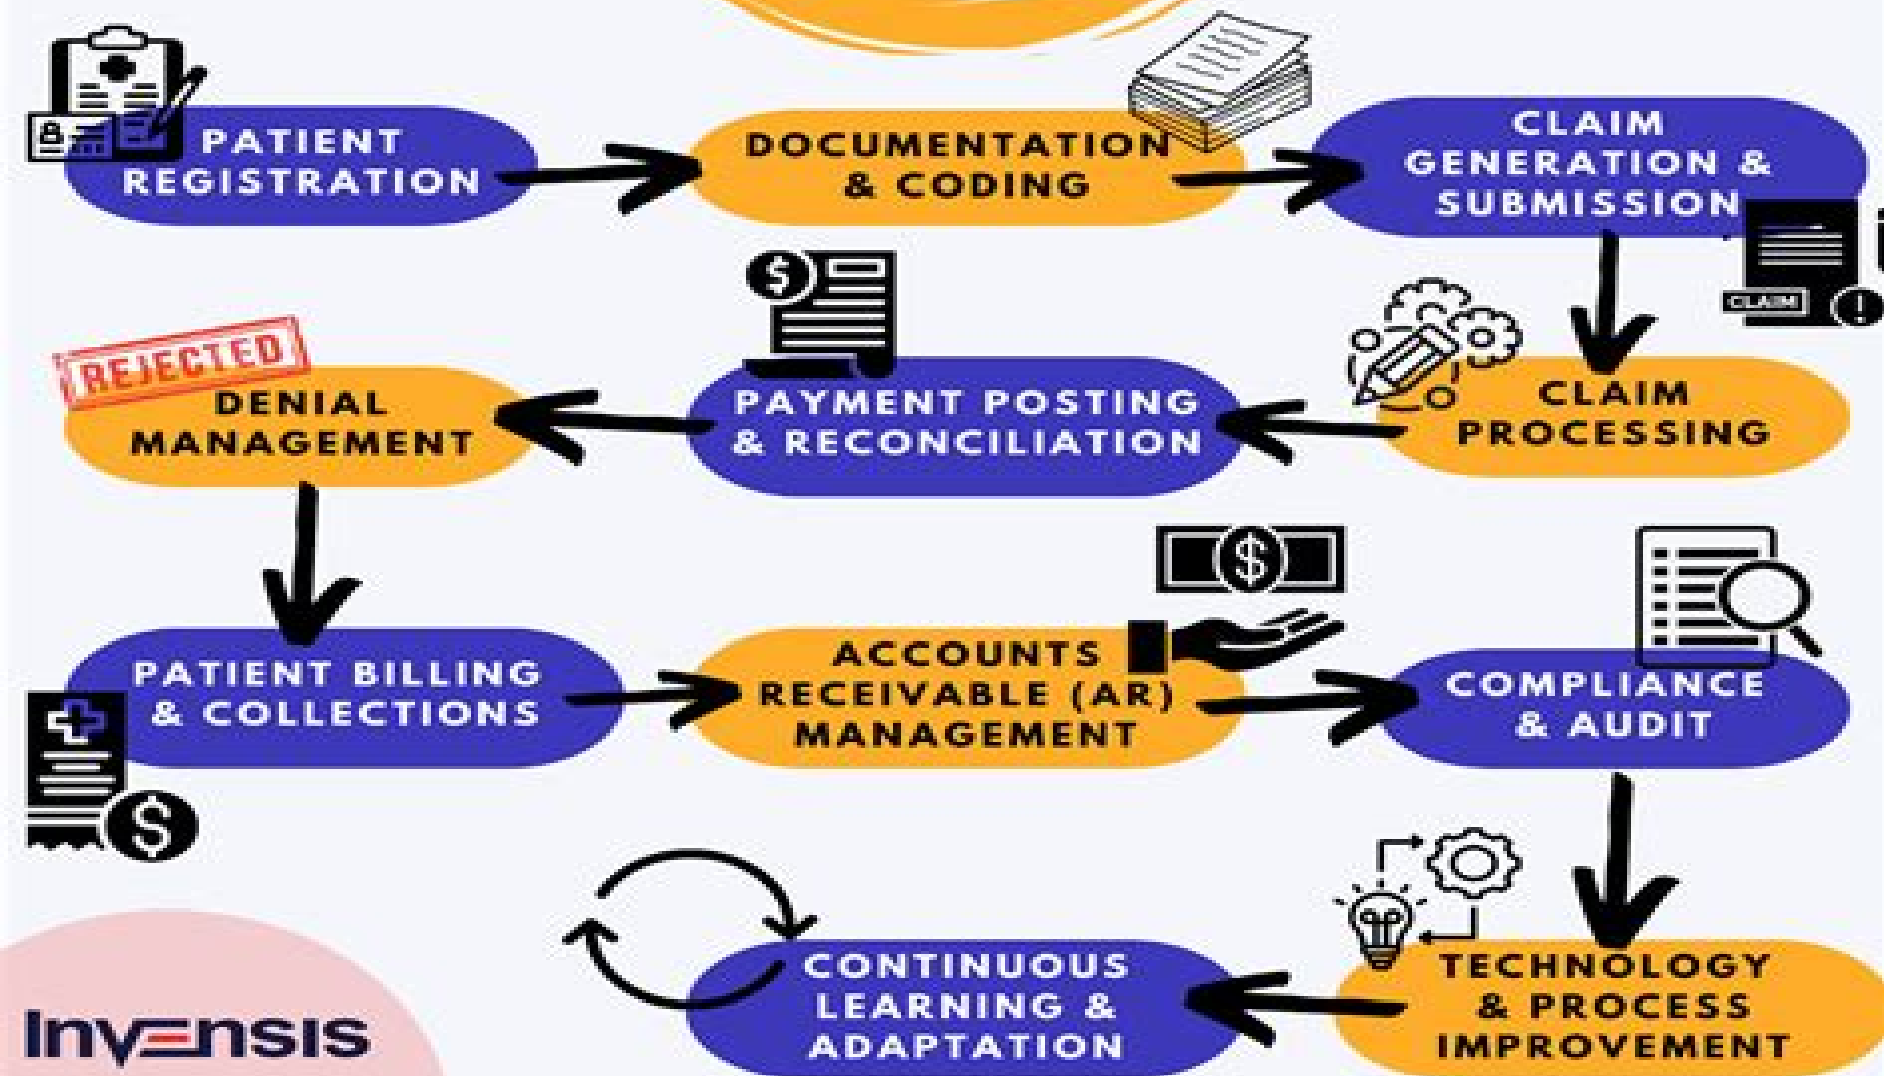 PATIENT
REGISTRATION
DOCUMENTATION
& CODING
CLAIM
GENERATION &
SUBMISSION
CLAIM
REJECTED
DENIAL
MANAGEMENT
PAYMENT POSTING
& RECONCILIATION
CLAIM
PROCESSING
PATIENT BILLING
& COLLECTIONS
ACCOUNTS
RECEIVABLE (AR)
MANAGEMENT
COMPLIANCE
& AUDIT
CONTINUOUS
LEARNING &
ADAPTATION
TECHNOLOGY
& PROCESS
IMPROVEMENT
Invensis